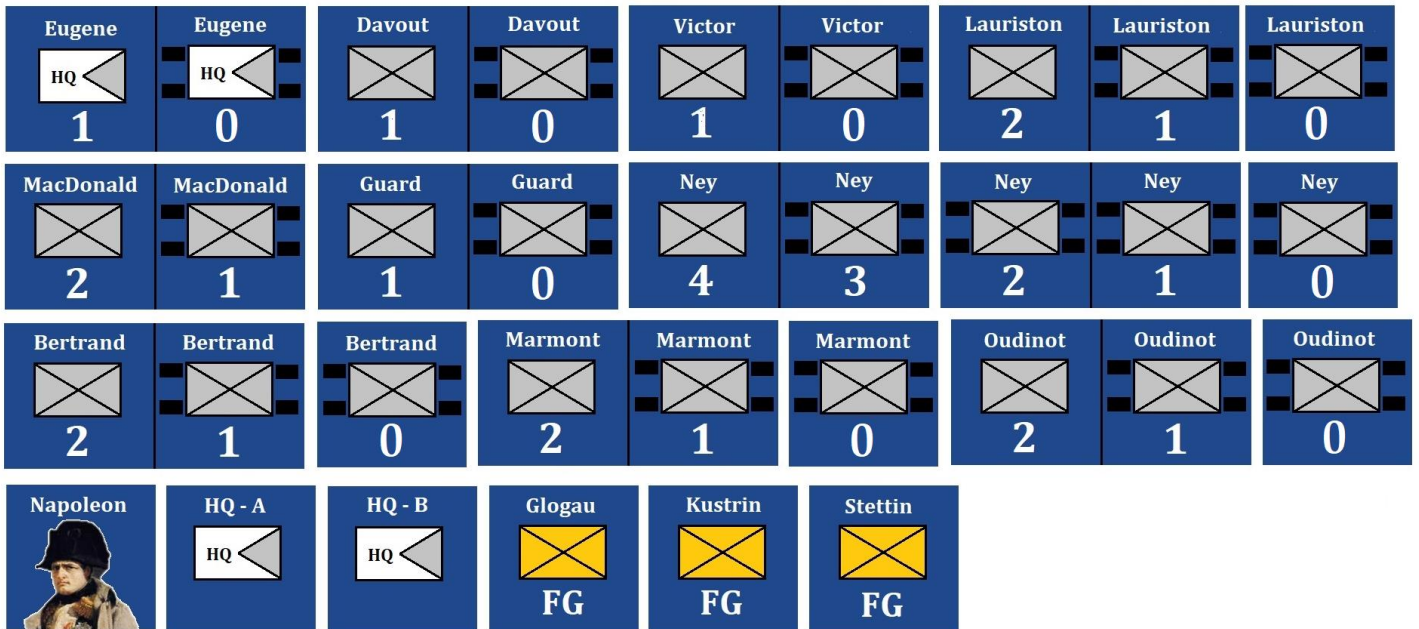 Eugene Eugene Davout Davout Victor Victor Lauriston Lauriston Lauriston
HQ HQ
1 0 1 0 1 0 2 1 0
MacDonald MacDonald Guard Guard Ney Ney Ney Ney Ney
2 1 1 0 4 3 2 1 0
Bertrand Bertrand Bertrand Marmont Marmont Marmont Oudinot Oudinot Oudinot
2 1 0 2 1 0 2 1 0
Napoleon HQ - A HQ - B Glogau Kustrin Stettin
HQ HQ
FG FG FG